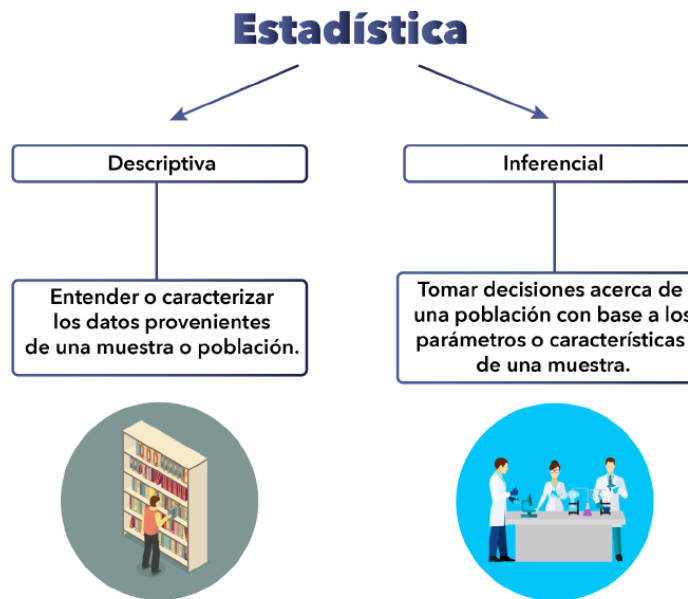 Estadística
Descriptiva
Inferencial
Entender o caracterizar
los datos provenientes
de una muestra o población.
Tomar decisiones acerca de
una población con base a los
parámetros o características
de una muestra.